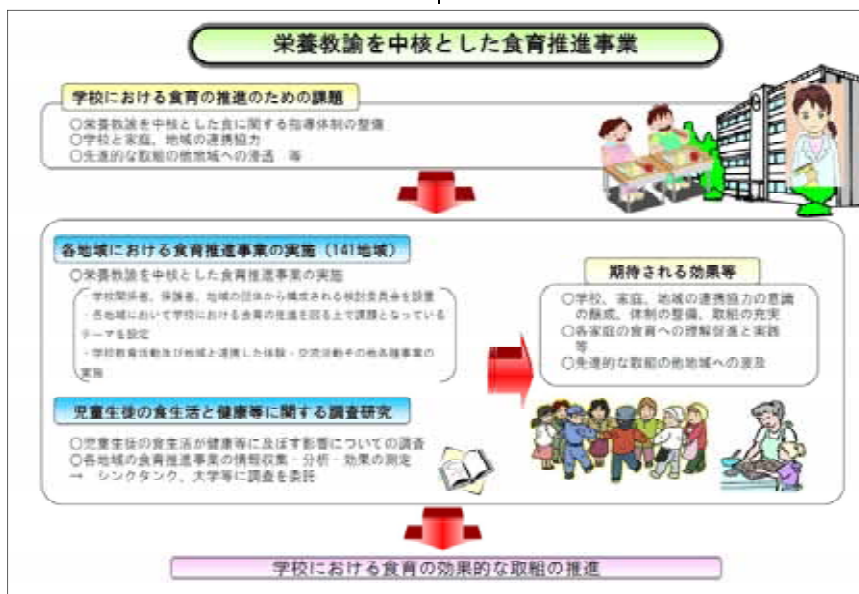 栄養教諭を中核とした食育推進事業
学校における食育の推進のための課題
○栄養教諭を中核とした食に関する指導体制の整備
○学校と家庭、地域の連携協力
○先進的な取組の他地域への浸透　等
各地域における食育推進事業の実施（141地域）
○栄養教諭を中核とした食育推進事業の実施
・学校関係者、保護者、地域の団体から構成される検討委員会を設置
・各地域において学校における食育の推進を図る上で課題となっている
テーマを設定
・学校教育活動及び地域と連携した体験・交流活動その他各種事業の
実施
児童生徒の食生活と健康等に関する調査研究
○児童生徒の食生活が健康等に及ぼす影響についての調査
○各地域の食育推進事業の情報収集・分析・効果の測定
→　シンクタンク、大学等に調査を委託
期待される効果等
○学校、家庭、地域の連携協力の意識
の醸成、体制の整備、取組の充実
○各家庭の食育への理解促進と実践
等
○先進的な取組の他地域への波及
学校における食育の効果的な取組の推進